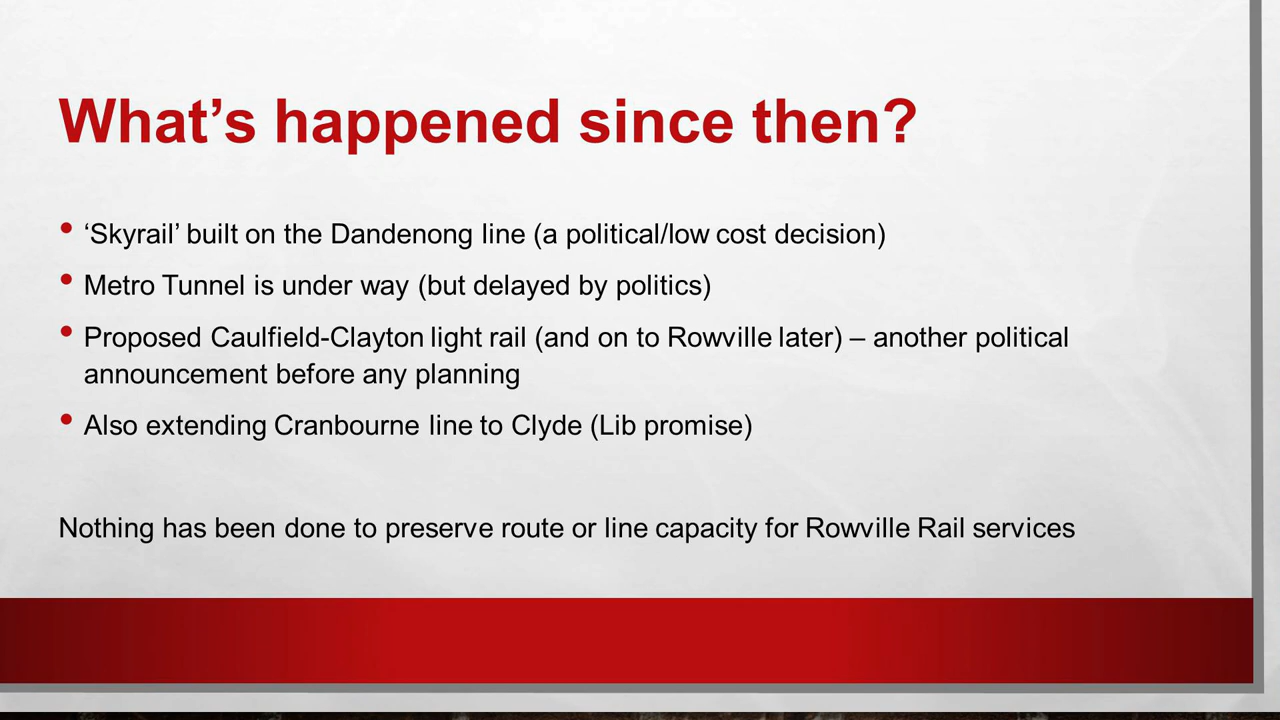 What’s happened since then?
• ‘Skyrail’ built on the Dandenong line (a political/low cost decision)
• Metro Tunnel is under way (but delayed by politics)
• Proposed Caulfield-Clayton light rail (and on to Rowville later) – another political
announcement before any planning
• Also extending Cranbourne line to Clyde (Lib promise)
Nothing has been done to preserve route or line capacity for Rowville Rail services